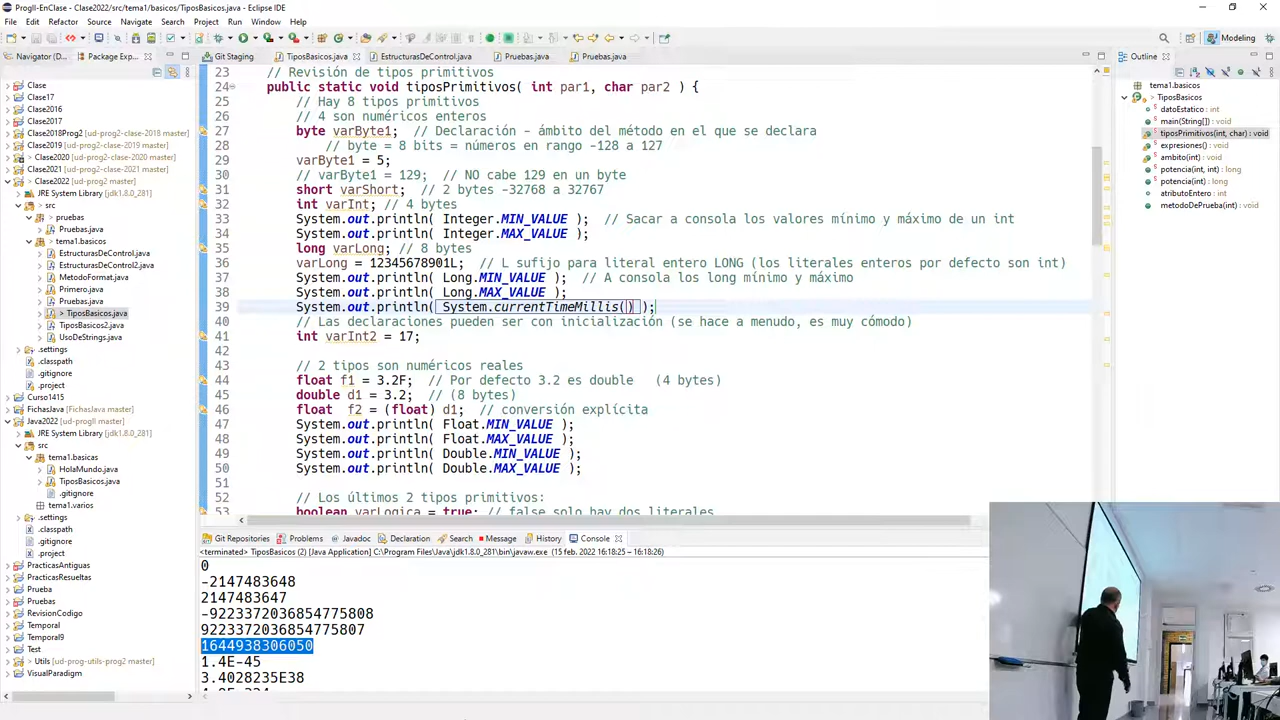 ProgII-EnClase - Clase2022/src/tema1/basicos/TiposBasicos.java - Eclipse IDE
File Edit Refactor Source Navigate Search Project Run Window Help
Modeling
Navigator (D...
Package Exp...
Git Staging
TiposBasicos.java
EstructurasDeControl.java
Pruebas.java
Pruebas.java
Outline
Clase
Clase17
Clase2016
Clase2017
Clase2018Prog2 [ud-prog2-clase-2018 master]
Clase2019 [ud-prog2-clase-2019 master]
> Clase2020 [ud-prog2-clase-2020 master]
Clase2021 [ud-prog2-clase-2021 master]
> Clase2022 [ud-prog2 master]
JRE System Library [jdk1.8.0_281]
> src
pruebas
Pruebas.java
> tema1.basicos
EstructurasDeControl.java
EstructurasDeControl2.java
MetodoFormat.java
Primero.java
Pruebas.java
> TiposBasicos.java
TiposBasicos2.java
UsoDeStrings.java
.settings
.classpath
.gitignore
.project
Curso1415
FichasJava [FichasJava master]
Java2022 [ud-progII master]
JRE System Library [jdk1.8.0_281]
src
tema1.basicas
HolaMundo.java
TiposBasicos.java
.gitignore
tema1.varios
.settings
.classpath
.gitignore
.project
PracticasAntiguas
PracticasResueltas
Prueba
Pruebas
RevisionCodigo
Temporal
Temporal9
Test
> Utils [ud-prog-utils-prog2 master]
VisualParadigm
23 // Revisión de tipos primitivos
24 public static void tiposPrimitivos( int par1, char par2 ) {
25 // Hay 8 tipos primitivos
26 // 4 son numéricos enteros
27 byte varByte1; // Declaración - ámbito del método en el que se declara
28 // byte = 8 bits = números en rango -128 a 127
29 varByte1 = 5;
30 // varByte1 = 129; // NO cabe 129 en un byte
31 short varShort; // 2 bytes -32768 a 32767
32 int varInt; // 4 bytes
33 System.out.println( Integer.MIN_VALUE ); // Sacar a consola los valores mínimo y máximo de un int
34 System.out.println( Integer.MAX_VALUE );
35 long varLong; // 8 bytes
36 varLong = 12345678901L; // L sufijo para literal entero LONG (los literales enteros por defecto son int)
37 System.out.println( Long.MIN_VALUE ); // A consola los long mínimo y máximo
38 System.out.println( Long.MAX_VALUE );
39 System.out.println( System.currentTimeMillis() );
40 // Las declaraciones pueden ser con inicialización (se hace a menudo, es muy cómodo)
41 int varInt2 = 17;
42
43 // 2 tipos son numéricos reales
44 float f1 = 3.2F; // Por defecto 3.2 es double (4 bytes)
45 double d1 = 3.2; // (8 bytes)
46 float f2 = (float) d1; // conversión explícita
47 System.out.println( Float.MIN_VALUE );
48 System.out.println( Float.MAX_VALUE );
49 System.out.println( Double.MIN_VALUE );
50 System.out.println( Double.MAX_VALUE );
51
52 // Los últimos 2 tipos primitivos:
53 boolean varLogica = true; // false solo hay dos literales
tema1.basicos
TiposBasicos
datoEstatico : int
main(String[]) : void
tiposPrimitivos(int, char) : void
expresiones() : void
ambito(int) : void
potencia(int, int) : long
potencia(int) : long
atributoEntero : int
metodoDePrueba(int) : void
Git Repositories
Problems
Javadoc
Declaration
Search
Message
History
Console
<terminated> TiposBasicos (2) [Java Application] C:\Program Files\Java\jdk1.8.0_281\bin\javaw.exe (15 feb. 2022 16:18:25 – 16:18:26)
0
-2147483648
2147483647
-9223372036854775808
9223372036854775807
1644938306050
1.4E-45
3.4028235E38